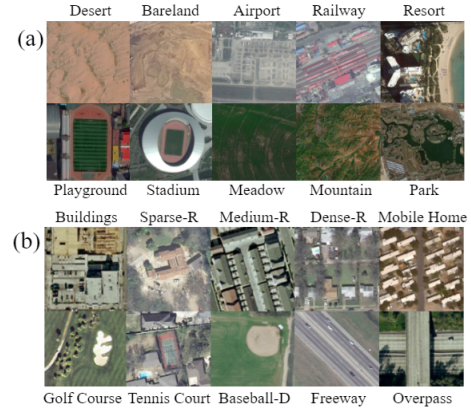 Desert Bareland Airport Railway Resort
(a)
Playground Stadium Meadow Mountain Park
Buildings Sparse-R Medium-R Dense-R Mobile Home
(b)
Golf Course Tennis Court Baseball-D Freeway Overpass